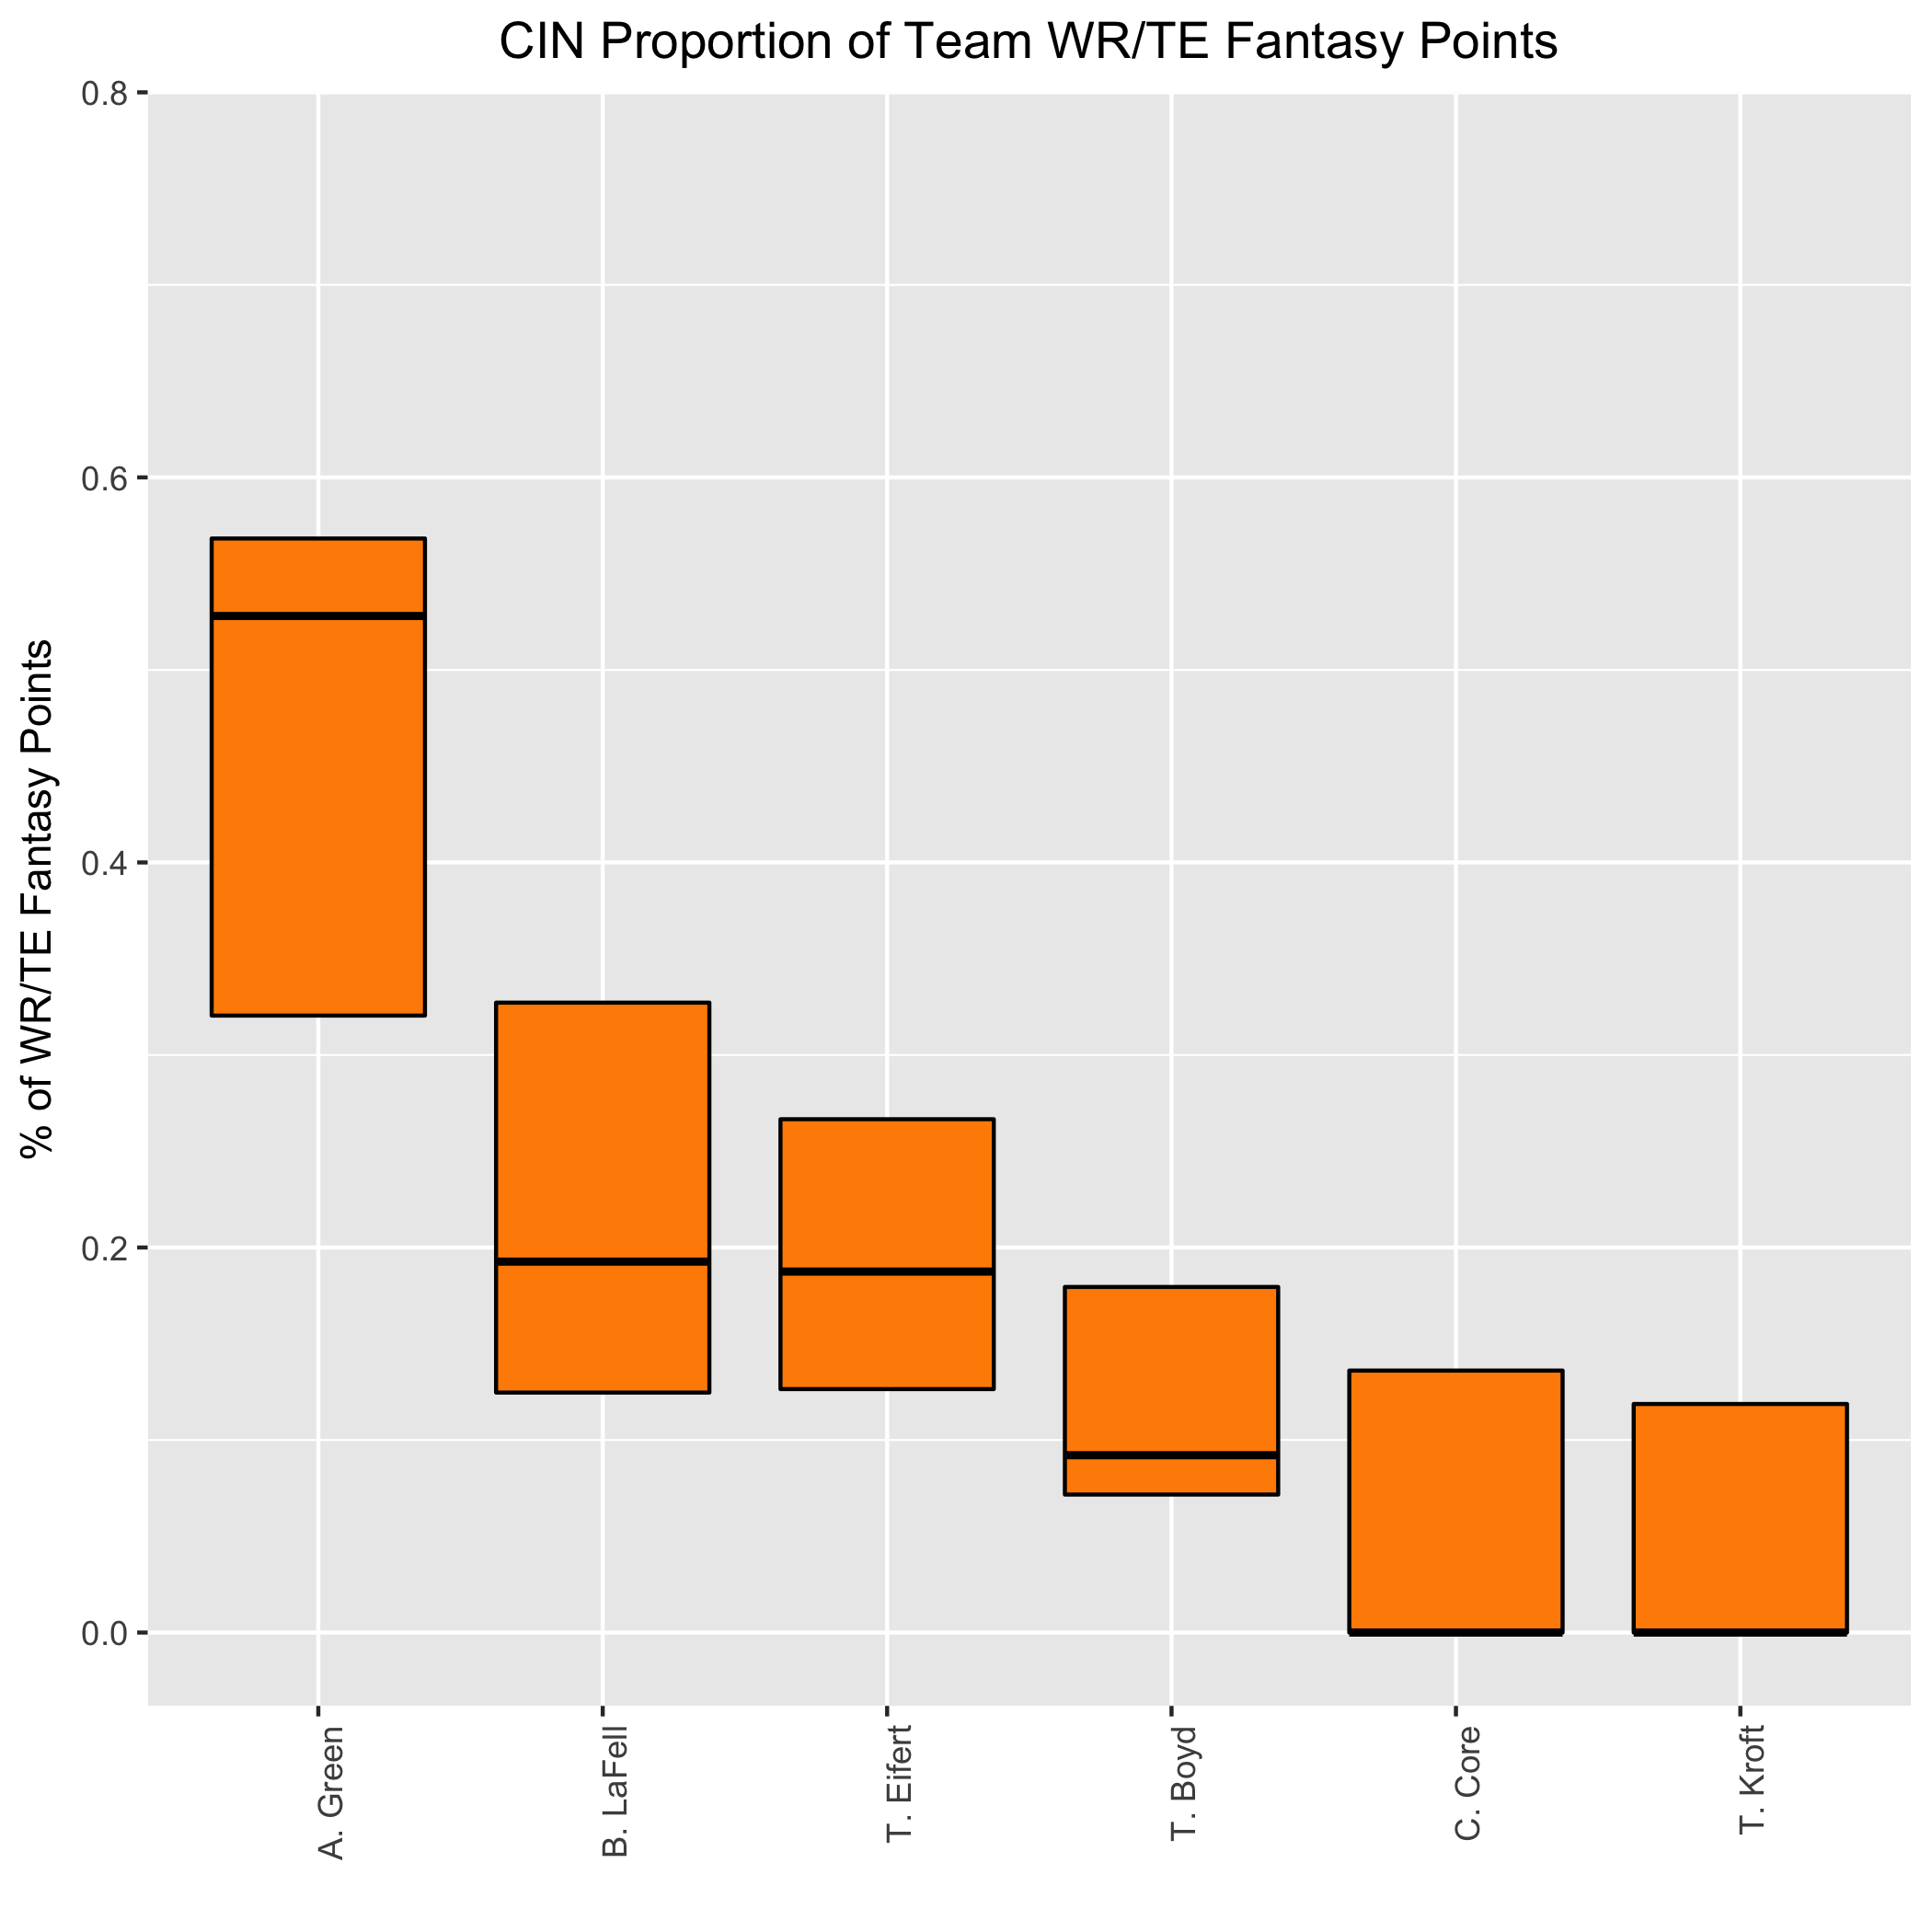 CIN Proportion of Team WR/TE Fantasy Points
% of WR/TE Fantasy Points
0.8
0.6
0.4
0.2
0.0
A. Green
B. LaFell
T. Eifert
T. Boyd
C. Core
T. Kroft